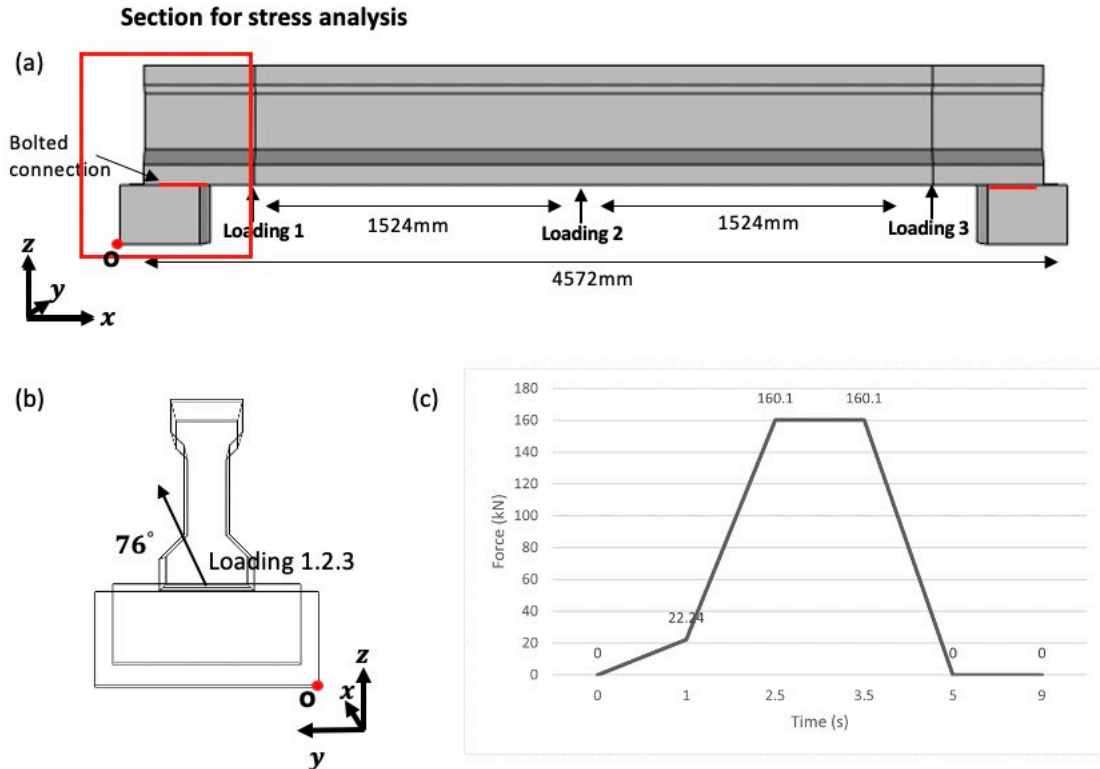 Section for stress analysis
(a)
Bolted
connection
Loading 1
1524mm
Loading 2
1524mm
Loading 3
O
4572mm
z
y
x
(b)
76°
Loading 1.2.3
O
z
x
y
(c)
180
160
140
120
100
80
60
40
20
0
Force (kN)
0
22.24
160.1
160.1
0
0
0
1
2.5
3.5
5
9
Time (s)